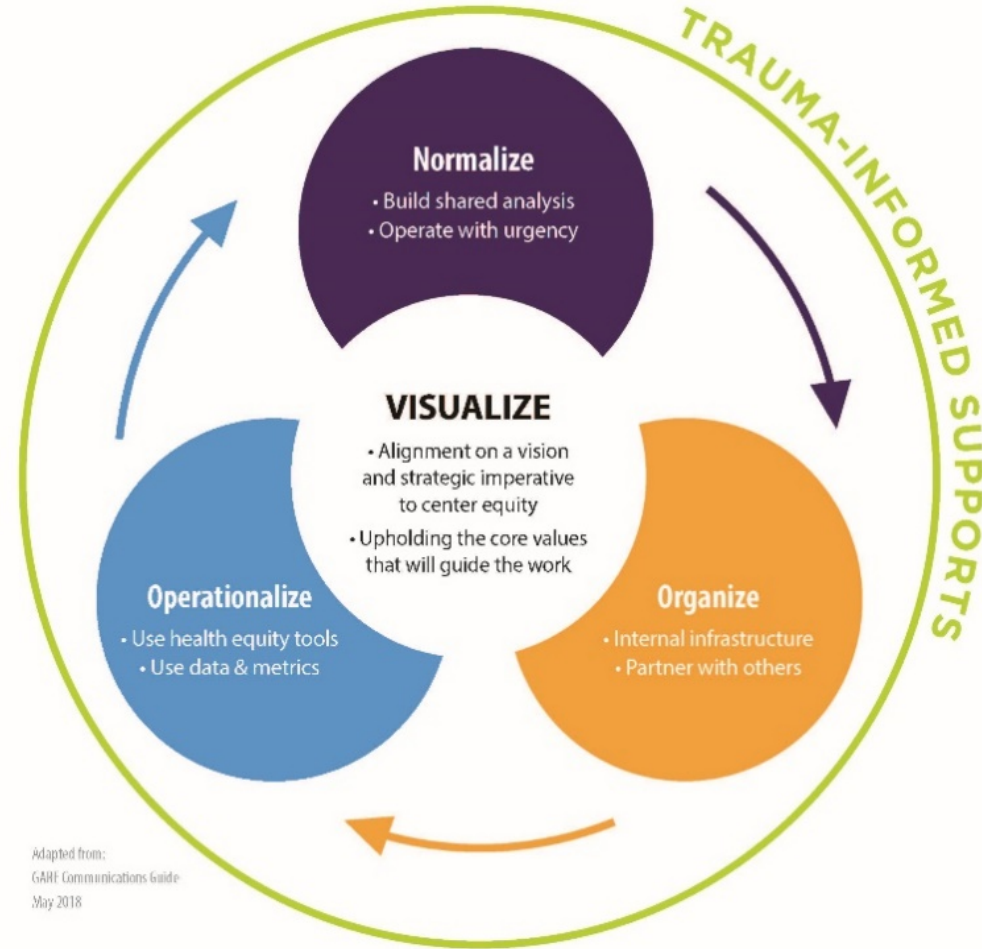 TRAUMA-INFORMED SUPPORTS
Normalize
• Build shared analysis
• Operate with urgency
VISUALIZE
• Alignment on a vision
and strategic imperative
to center equity
• Upholding the core values
that will guide the work
Operationalize
• Use health equity tools
• Use data & metrics
Organize
• Internal infrastructure
• Partner with others
Adapted from:
GARE Communications Guide
May 2018